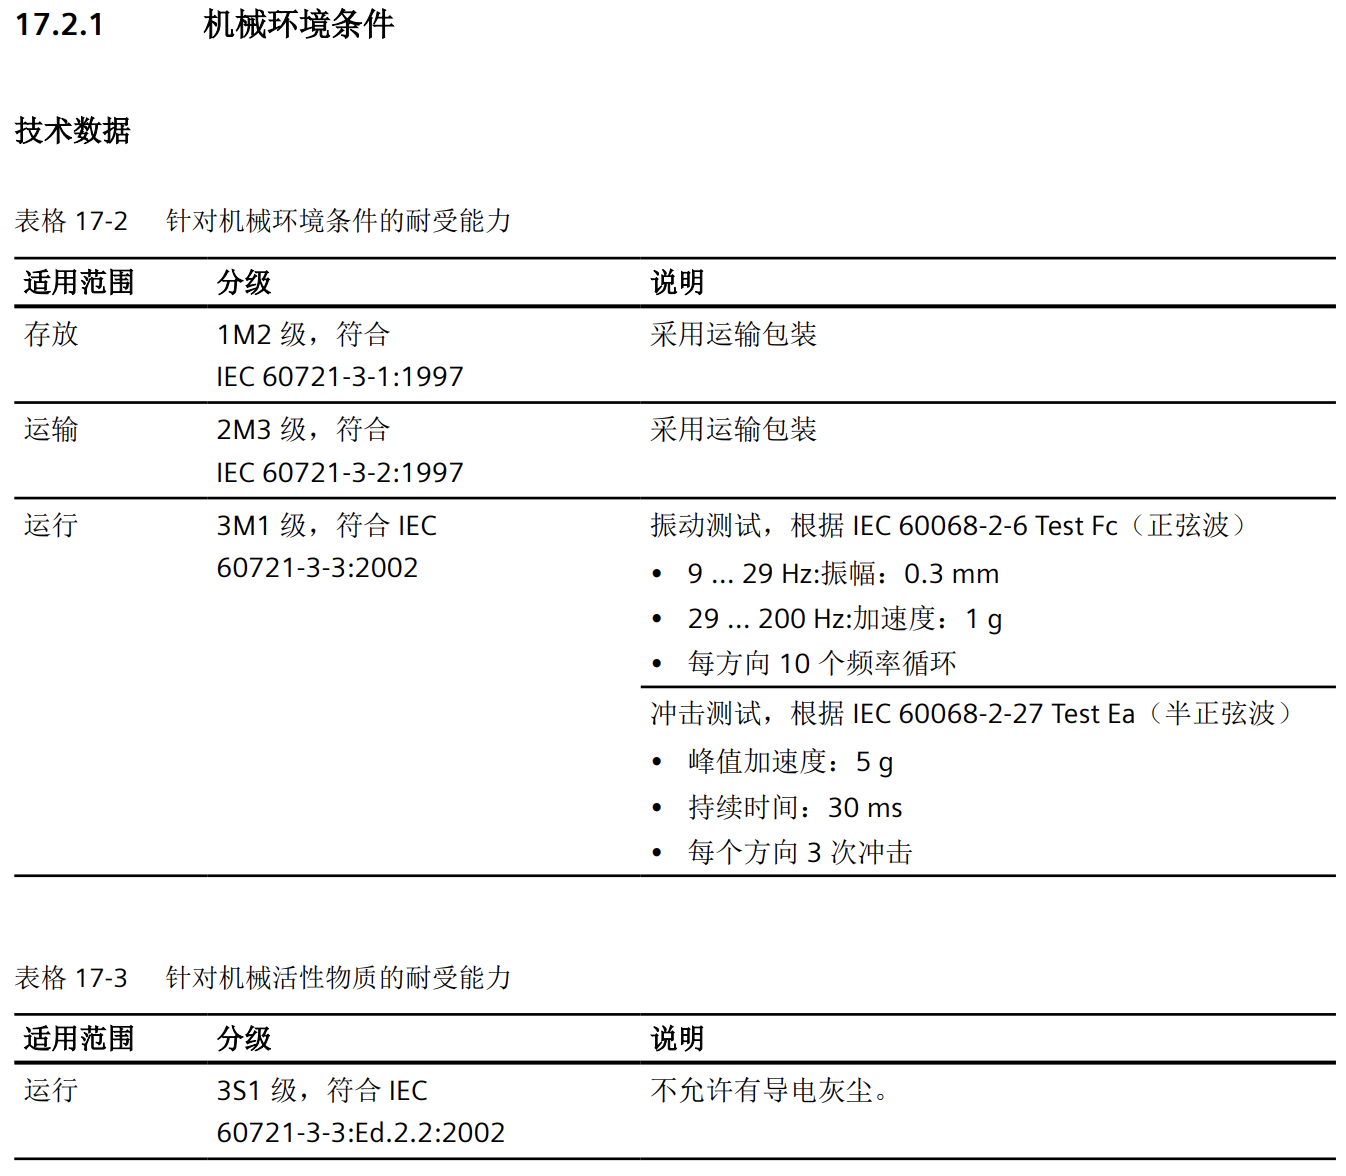 17.2.1 机械环境条件
技术数据
表格 17-2 针对机械环境条件的耐受能力
适用范围 分级 说明
存放 1M2 级，符合 采用运输包装
IEC 60721-3-1:1997
运输 2M3 级，符合 采用运输包装
IEC 60721-3-2:1997
运行 3M1 级，符合 IEC 振动测试，根据 IEC 60068-2-6 Test Fc（正弦波）
60721-3-3:2002
• 9 ... 29 Hz:振幅：0.3 mm
• 29 ... 200 Hz:加速度：1 g
• 每方向 10 个频率循环
冲击测试，根据 IEC 60068-2-27 Test Ea（半正弦波）
• 峰值加速度：5 g
• 持续时间：30 ms
• 每个方向 3 次冲击
表格 17-3 针对机械活性物质的耐受能力
适用范围 分级 说明
运行 3S1 级，符合 IEC 不允许有导电灰尘。
60721-3-3:Ed.2.2:2002